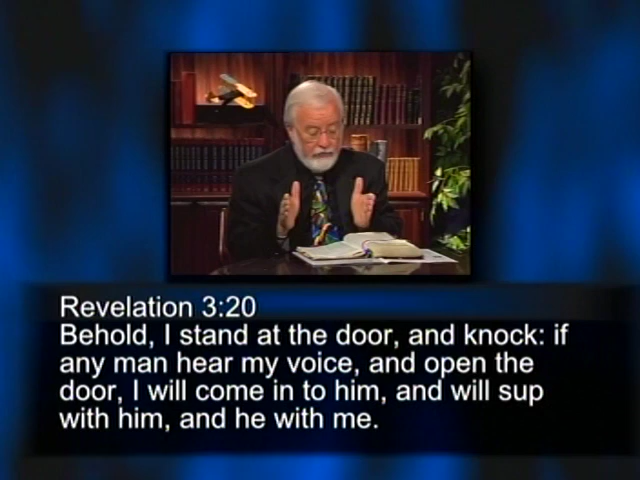 Revelation 3:20
Behold, I stand at the door, and knock: if
any man hear my voice, and open the
door, I will come in to him, and will sup
with him, and he with me.